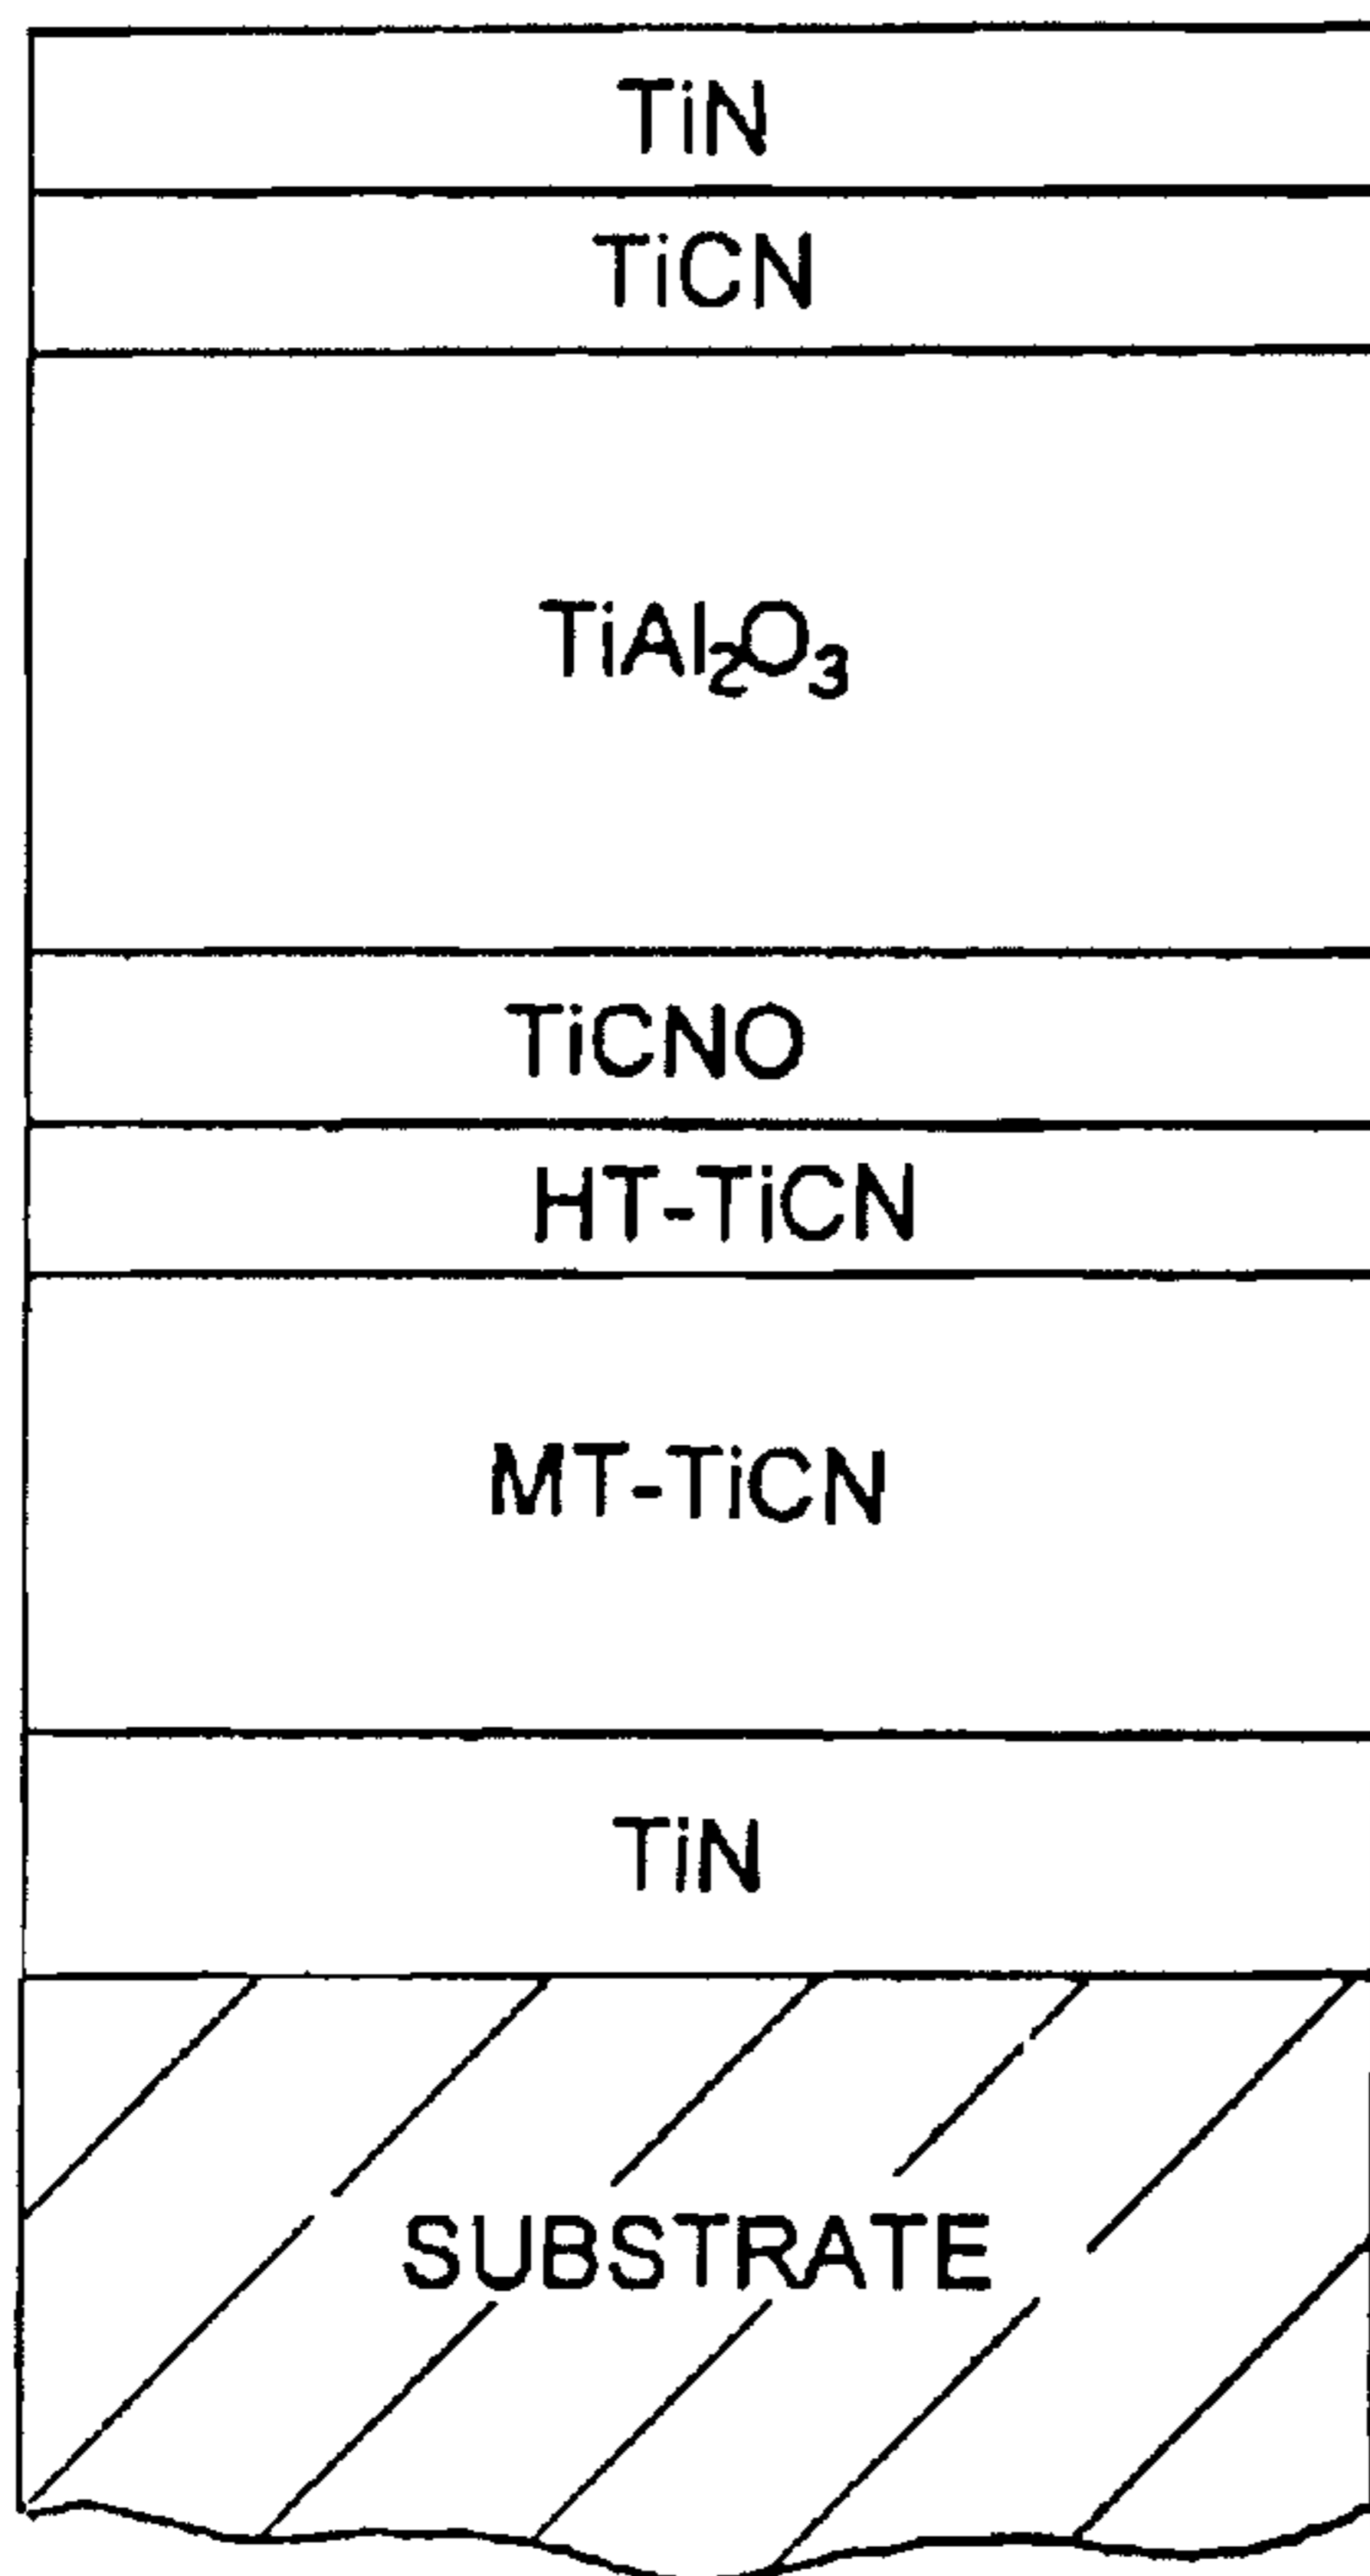 TiN
TiCN
TiAl₂O₃
TiCNO
HT-TiCN
MT-TiCN
TiN
SUBSTRATE